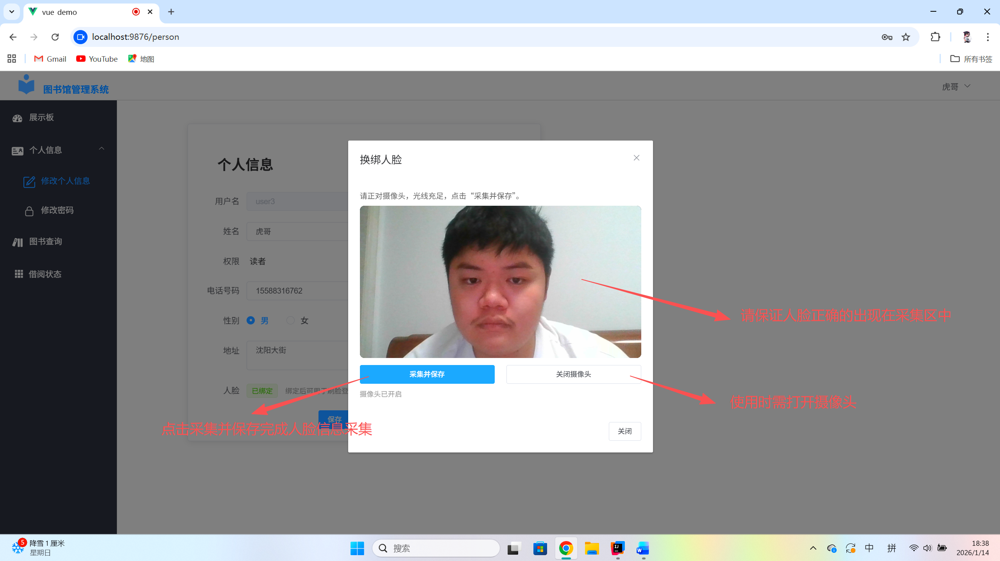 vue demo
localhost:9876/person
Gmail
YouTube
地图
所有书签
图书馆管理系统
虎哥
展示板
个人信息
修改个人信息
修改密码
图书查询
借阅状态
个人信息
用户名 user3
姓名 虎哥
权限 读者
电话号码 15588316762
性别 男 女
地址 沈阳大街
人脸 已绑定 绑定后可用于刷脸登
保存
换绑人脸
请正对摄像头，光线充足，点击“采集并保存”。
采集并保存
关闭摄像头
摄像头已开启
关闭
请保证人脸正确的出现在采集区中
使用时需打开摄像头
点击采集并保存完成人脸信息采集
5
降雪 1 厘米
星期日
搜索
中
拼
18:38
2026/1/14